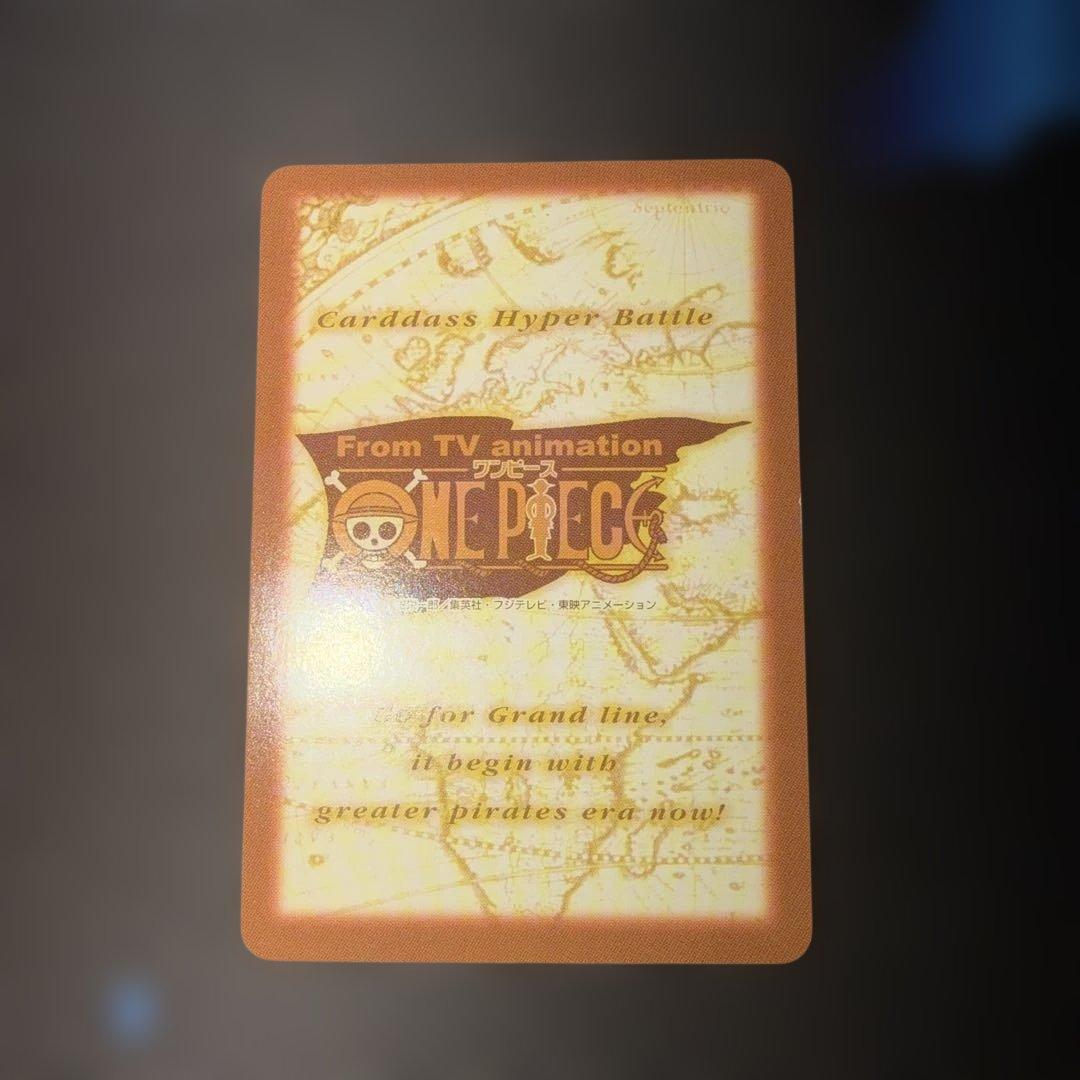 Septentrio
Carddass Hyper Battle
From TV animation
ワンピース
ONE PIECE
集英社・フジテレビ・東映アニメーション
for Grand line,
it begin with
greater pirates era now!